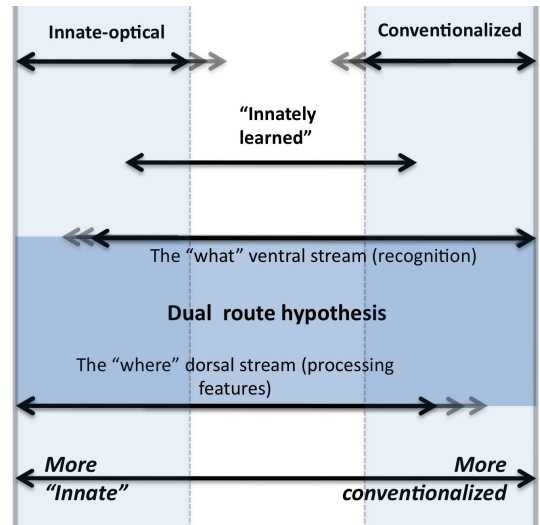 Innate-optical
Conventionalized
“Innately
learned”
The “what” ventral stream (recognition)
Dual route hypothesis
The “where” dorsal stream (processing
features)
More
“Innate”
More
conventionalized